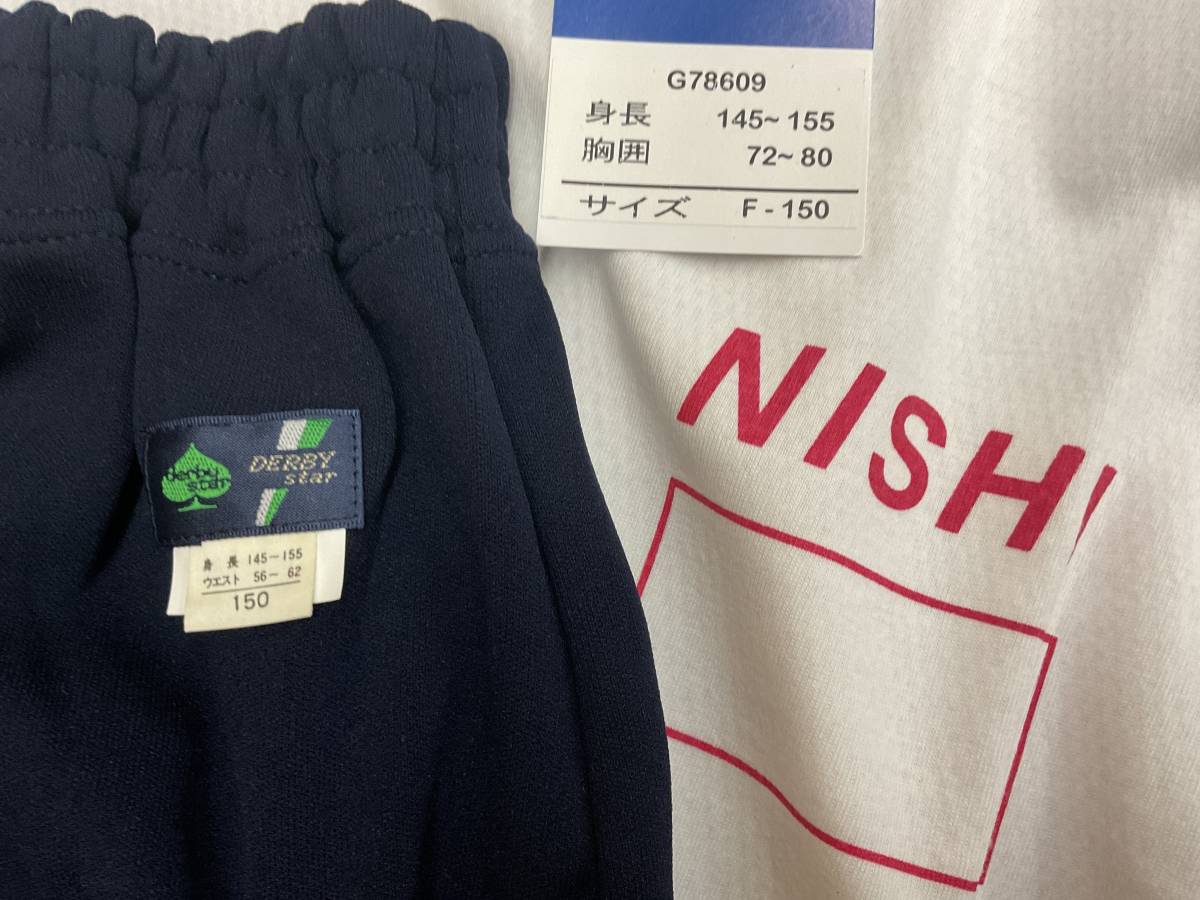 G78609
身長 145~155
胸囲 72~80
サイズ F-150
NISH
derby
star
DERBY
star
身長 145-155
ウエスト 56-62
150